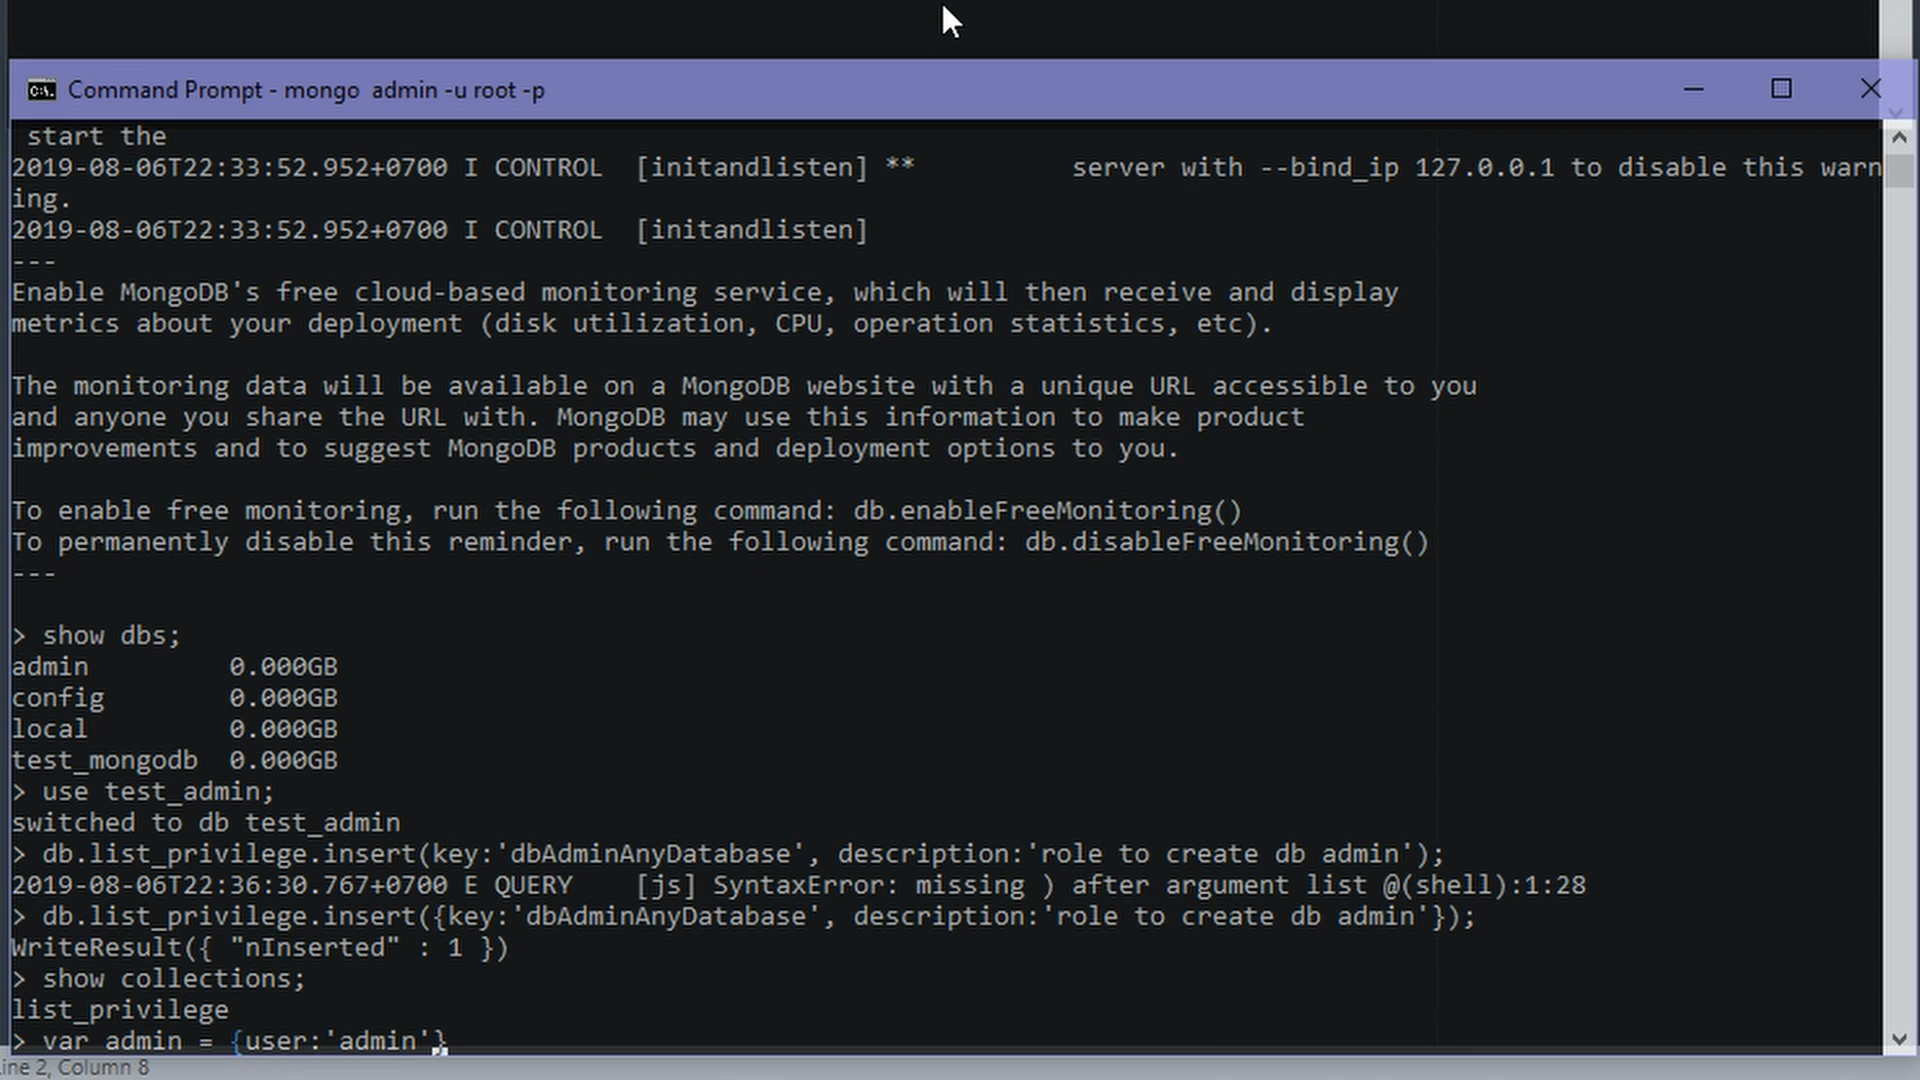 Command Prompt - mongo  admin -u root -p
 start the
2019-08-06T22:33:52.952+0700 I CONTROL  [initandlisten] **          server with --bind_ip 127.0.0.1 to disable this warn
ing.
2019-08-06T22:33:52.952+0700 I CONTROL  [initandlisten]
---
Enable MongoDB's free cloud-based monitoring service, which will then receive and display
metrics about your deployment (disk utilization, CPU, operation statistics, etc).
The monitoring data will be available on a MongoDB website with a unique URL accessible to you
and anyone you share the URL with. MongoDB may use this information to make product
improvements and to suggest MongoDB products and deployment options to you.
To enable free monitoring, run the following command: db.enableFreeMonitoring()
To permanently disable this reminder, run the following command: db.disableFreeMonitoring()
---
> show dbs;
admin         0.000GB
config        0.000GB
local         0.000GB
test_mongodb  0.000GB
> use test_admin;
switched to db test_admin
> db.list_privilege.insert(key:'dbAdminAnyDatabase', description:'role to create db admin');
2019-08-06T22:36:30.767+0700 E QUERY    [js] SyntaxError: missing ) after argument list @(shell):1:28
> db.list_privilege.insert({key:'dbAdminAnyDatabase', description:'role to create db admin'});
WriteResult({ "nInserted" : 1 })
> show collections;
list_privilege
> var admin = {user:'admin'}
ine 2, Column 8